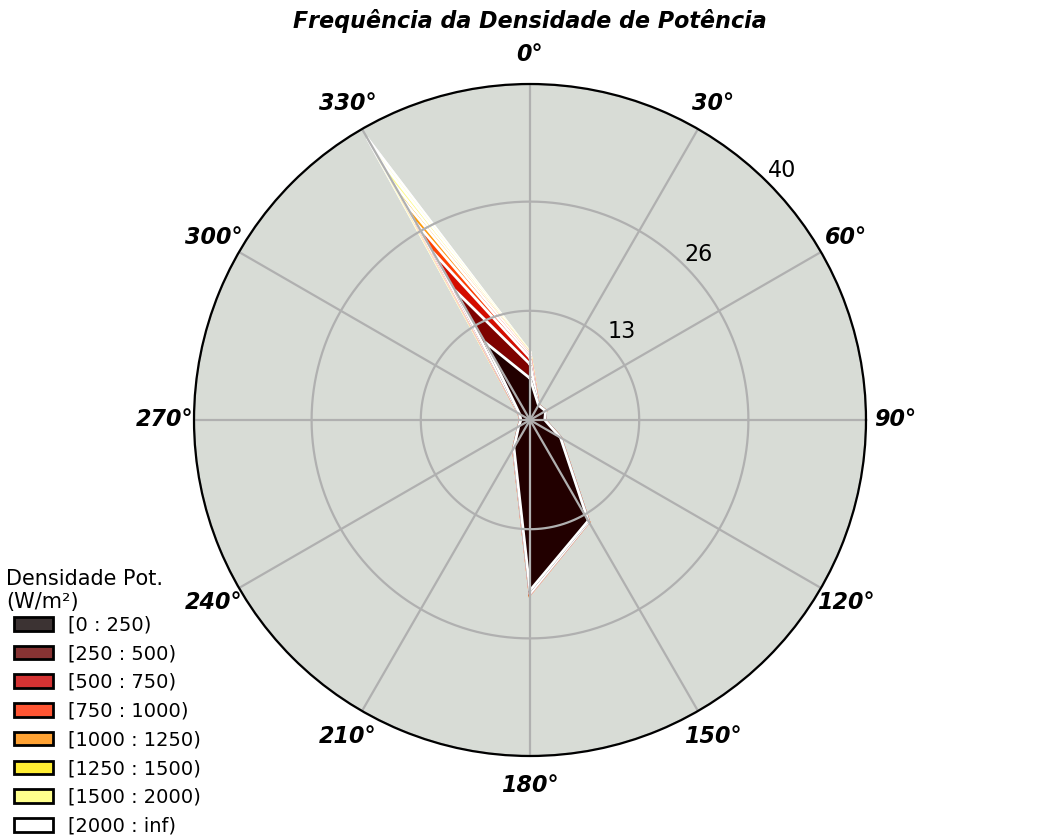 Frequência da Densidade de Potência
0°
330°
30°
40
300°
60°
26
13
270°
90°
240°
120°
210°
150°
180°
Densidade Pot.
(W/m²)
[0 : 250)
[250 : 500)
[500 : 750)
[750 : 1000)
[1000 : 1250)
[1250 : 1500)
[1500 : 2000)
[2000 : inf)